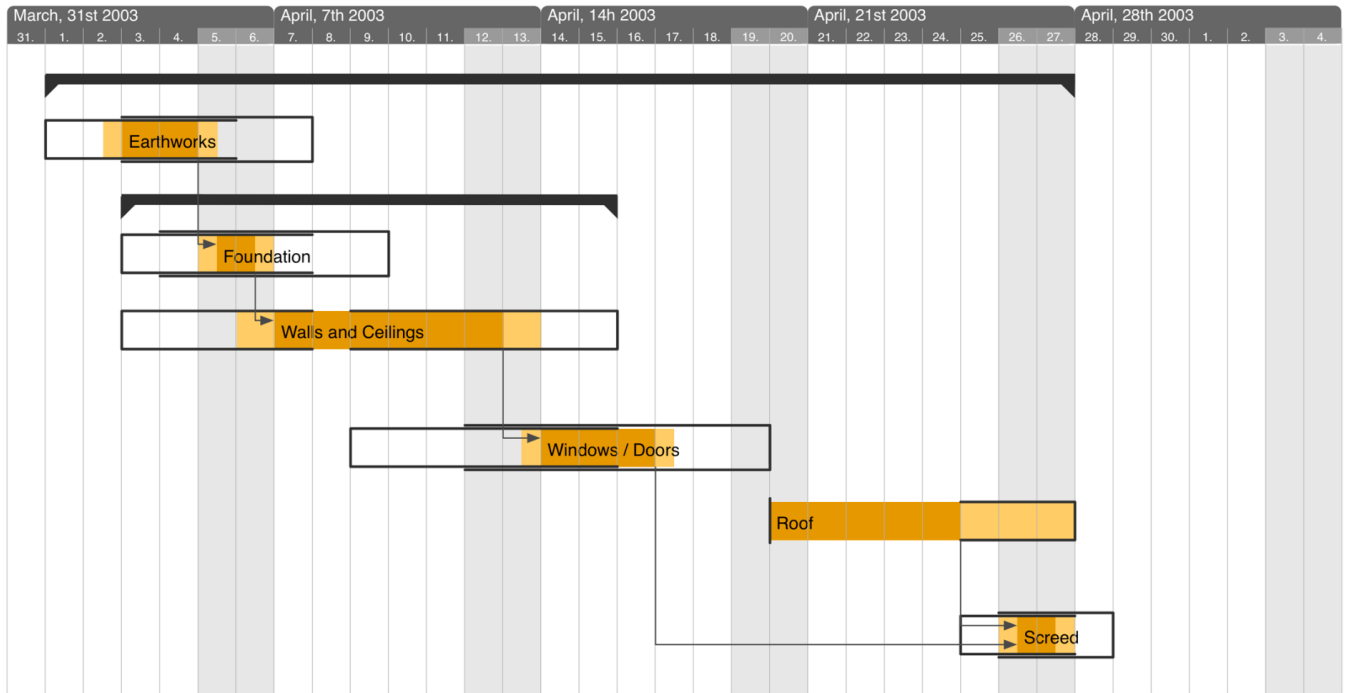 March, 31st 2003 April, 7th 2003 April, 14h 2003 April, 21st 2003 April, 28th 2003
31. 1. 2. 3. 4. 5. 6. 7. 8. 9. 10. 11. 12. 13. 14. 15. 16. 17. 18. 19. 20. 21. 22. 23. 24. 25. 26. 27. 28. 29. 30. 1. 2. 3. 4.
Earthworks
Foundation
Walls and Ceilings
Windows / Doors
Roof
Screed